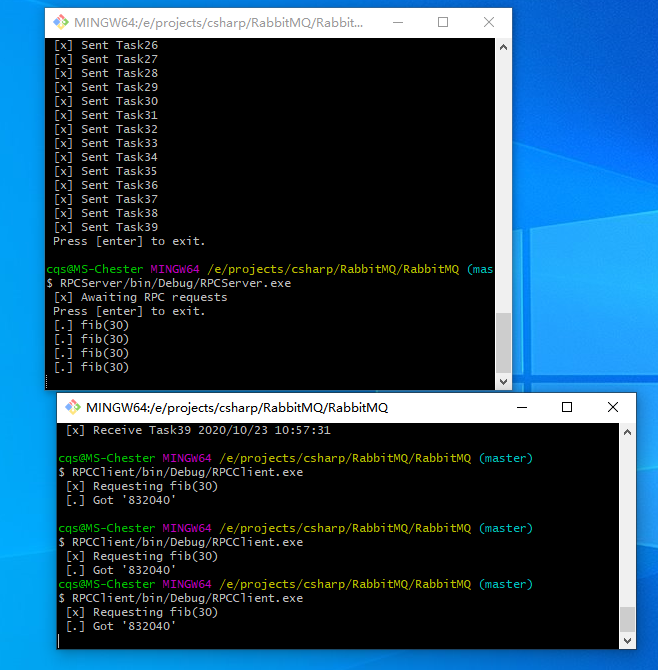 MINGW64:/e/projects/csharp/RabbitMQ/Rabbit...
[x] Sent Task26
[x] Sent Task27
[x] Sent Task28
[x] Sent Task29
[x] Sent Task30
[x] Sent Task31
[x] Sent Task32
[x] Sent Task33
[x] Sent Task34
[x] Sent Task35
[x] Sent Task36
[x] Sent Task37
[x] Sent Task38
[x] Sent Task39
Press [enter] to exit.
cqs@MS-Chester MINGW64 /e/projects/csharp/RabbitMQ/RabbitMQ (mas
$ RPCServer/bin/Debug/RPCServer.exe
[x] Awaiting RPC requests
Press [enter] to exit.
[.] fib(30)
[.] fib(30)
[.] fib(30)
[.] fib(30)
MINGW64:/e/projects/csharp/RabbitMQ/RabbitMQ
[x] Receive Task39 2020/10/23 10:57:31
cqs@MS-Chester MINGW64 /e/projects/csharp/RabbitMQ/RabbitMQ (master)
$ RPCClient/bin/Debug/RPCClient.exe
[x] Requesting fib(30)
[.] Got '832040'
cqs@MS-Chester MINGW64 /e/projects/csharp/RabbitMQ/RabbitMQ (master)
$ RPCClient/bin/Debug/RPCClient.exe
[x] Requesting fib(30)
[.] Got '832040'
cqs@MS-Chester MINGW64 /e/projects/csharp/RabbitMQ/RabbitMQ (master)
$ RPCClient/bin/Debug/RPCClient.exe
[x] Requesting fib(30)
[.] Got '832040'